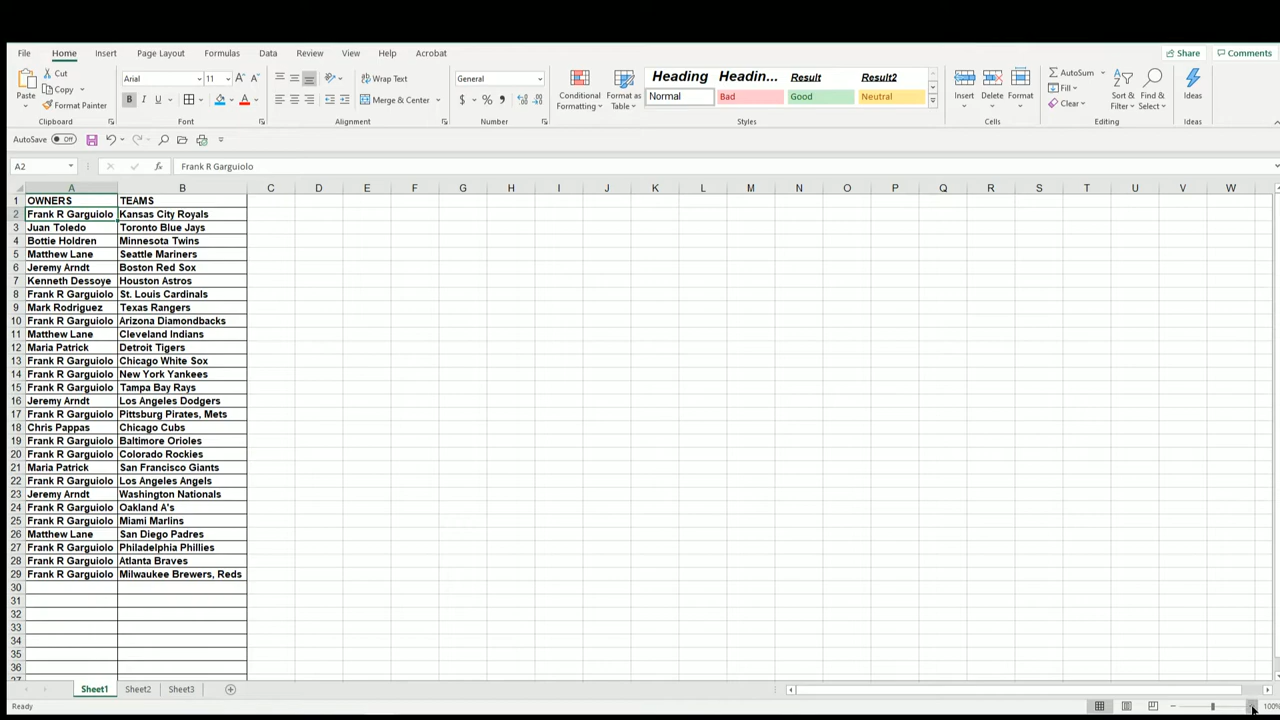 File Home Insert Page Layout Formulas Data Review View Help Acrobat Share Comments
Paste Cut Copy Format Painter Clipboard
Arial 11 B I U Font
Wrap Text Merge & Center Alignment
General $ % Number
Conditional Formatting Format as Table
Heading Headin... Result Result2
Normal Bad Good Neutral
Styles
Insert Delete Format Cells
AutoSum Fill Clear Sort & Filter Find & Select Editing
Ideas Ideas
AutoSave Off
A2 fx Frank R Garguiolo
A B C D E F G H I J K L M N O P Q R S T U V W
1 OWNERS TEAMS
2 Frank R Garguiolo Kansas City Royals
3 Juan Toledo Toronto Blue Jays
4 Bottie Holdren Minnesota Twins
5 Matthew Lane Seattle Mariners
6 Jeremy Arndt Boston Red Sox
7 Kenneth Dessoye Houston Astros
8 Frank R Garguiolo St. Louis Cardinals
9 Mark Rodriguez Texas Rangers
10 Frank R Garguiolo Arizona Diamondbacks
11 Matthew Lane Cleveland Indians
12 Maria Patrick Detroit Tigers
13 Frank R Garguiolo Chicago White Sox
14 Frank R Garguiolo New York Yankees
15 Frank R Garguiolo Tampa Bay Rays
16 Jeremy Arndt Los Angeles Dodgers
17 Frank R Garguiolo Pittsburg Pirates, Mets
18 Chris Pappas Chicago Cubs
19 Frank R Garguiolo Baltimore Orioles
20 Frank R Garguiolo Colorado Rockies
21 Maria Patrick San Francisco Giants
22 Frank R Garguiolo Los Angeles Angels
23 Jeremy Arndt Washington Nationals
24 Frank R Garguiolo Oakland A's
25 Frank R Garguiolo Miami Marlins
26 Matthew Lane San Diego Padres
27 Frank R Garguiolo Philadelphia Phillies
28 Frank R Garguiolo Atlanta Braves
29 Frank R Garguiolo Milwaukee Brewers, Reds
30
31
32
33
34
35
36
Sheet1 Sheet2 Sheet3
Ready 100%